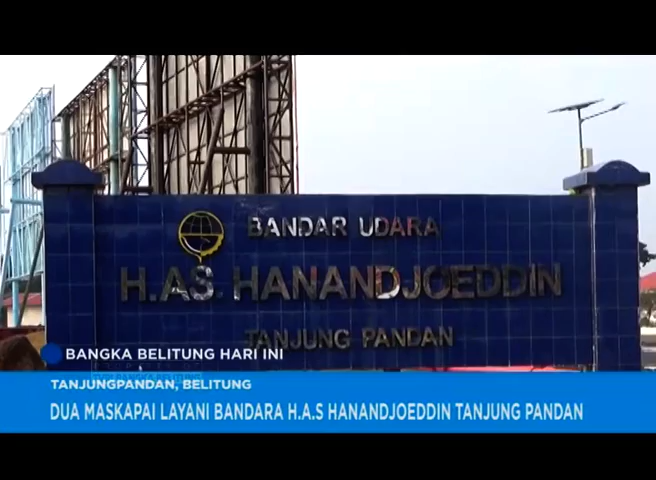 BANDAR UDARA
H.AS. HANANDJOEDDIN
TANJUNG PANDAN
BANGKA BELITUNG HARI INI
TANJUNGPANDAN, BELITUNG
DUA MASKAPAI LAYANI BANDARA H.A.S HANANDJOEDDIN TANJUNG PANDAN